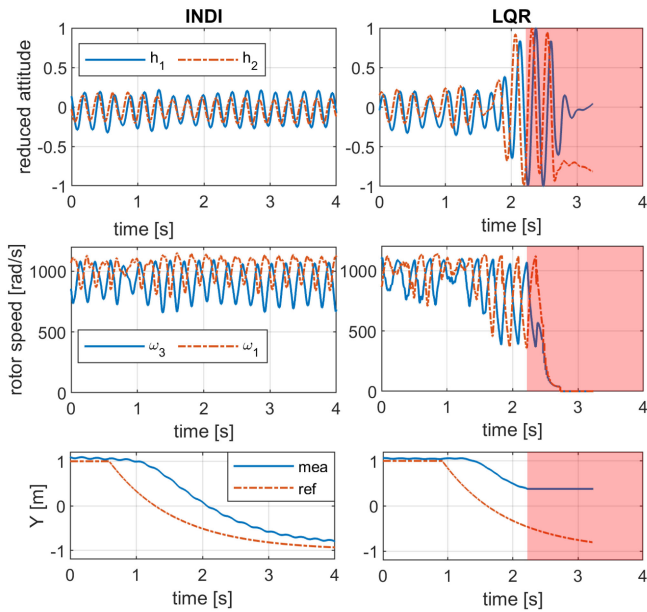 INDI
LQR
reduced attitude
1
0.5
0
-0.5
-1
h1
h2
0 1 2 3 4
time [s]
1
0.5
0
-0.5
-1
0 1 2 3 4
time [s]
rotor speed [rad/s]
1000
500
0
ω3
ω1
0 1 2 3 4
time [s]
1000
500
0
0 1 2 3 4
time [s]
Y [m]
1
0
-1
mea
ref
0 1 2 3 4
time [s]
1
0
-1
0 1 2 3 4
time [s]